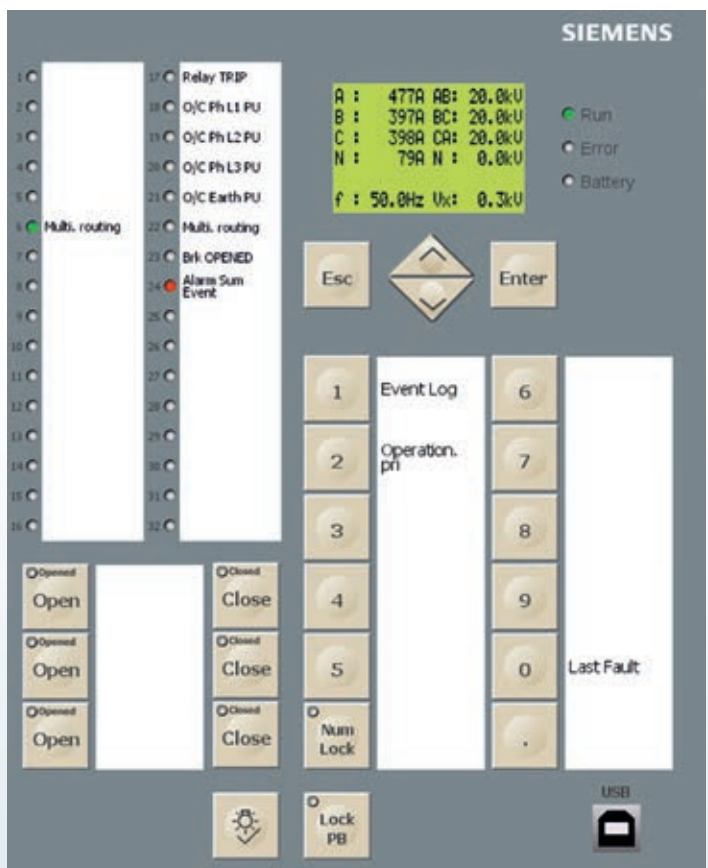 SIEMENS
1
2
3
4
5
6 Multi. routing
7
8
9
10
11
12
13
14
15
16
17 Relay TRIP
18 O/C Ph L1 PU
19 O/C Ph L2 PU
20 O/C Ph L3 PU
21 O/C Earth PU
22 Multi. routing
23 Brk OPENED
24 Alarm Sum
Event
25
26
27
28
29
30
31
32
A : 477A AB: 20.0kV
B : 397A BC: 20.0kV
C : 398A CA: 20.0kV
N : 79A N : 0.0kV
f : 50.0Hz Vx: 0.3kV
Run
Error
Battery
Esc
Enter
1 Event Log
2 Operation.
pri
3
4
5
Num
Lock
6
7
8
9
0 Last Fault
.
Opened
Open
Closed
Close
Opened
Open
Closed
Close
Opened
Open
Closed
Close
Lock
PB
USB